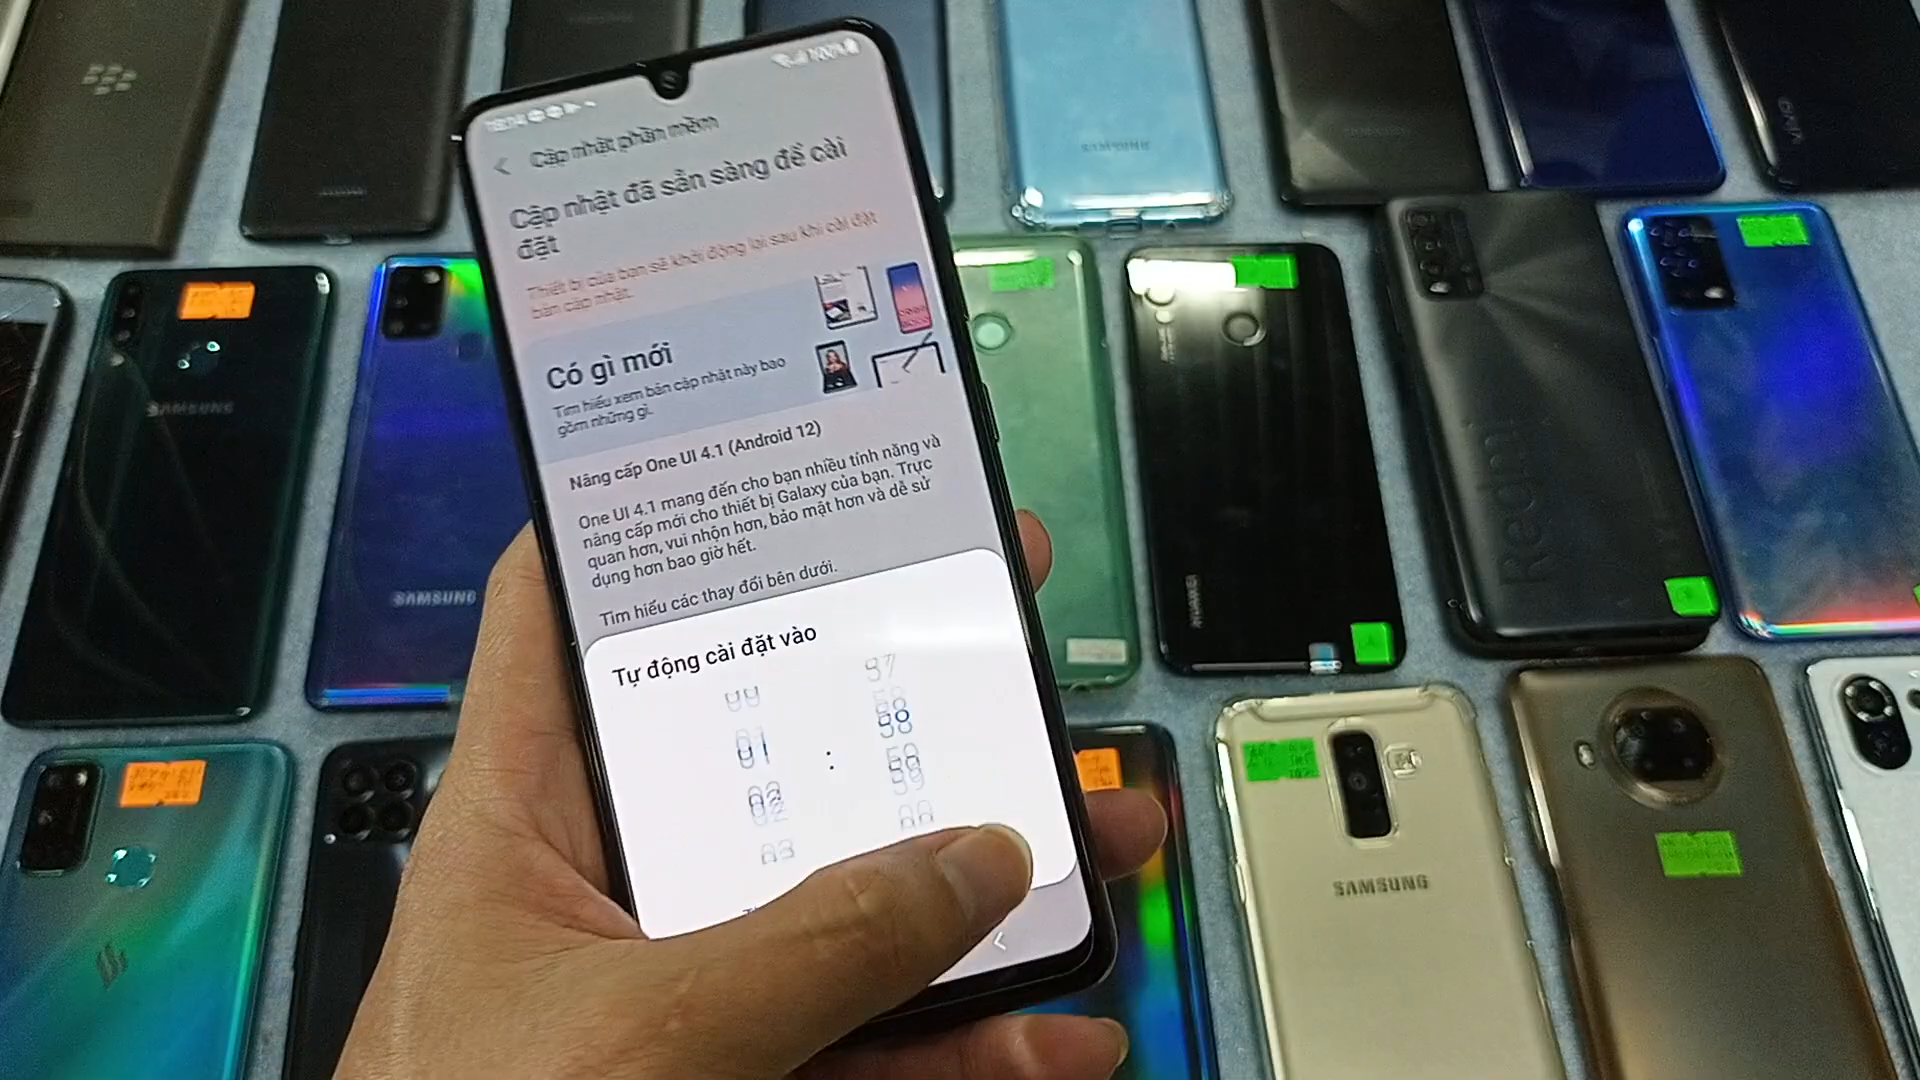 Cập nhật phần mềm
Cập nhật đã sẵn sàng để cài
đặt
Thiết bị của bạn sẽ khởi động lại sau khi cài đặt
bản cập nhật.
Có gì mới
Tìm hiểu xem bản cập nhật này bao
gồm những gì.
Nâng cấp One UI 4.1 (Android 12)
One UI 4.1 mang đến cho bạn nhiều tính năng và
nâng cấp mới cho thiết bị Galaxy của bạn. Trực
quan hơn, vui nhộn hơn, bảo mật hơn và dễ sử
dụng hơn bao giờ hết.
Tìm hiểu các thay đổi bên dưới.
Tự động cài đặt vào
:
SAMSUNG
SAMSUNG
SAMSUNG
SAMSUNG
HUAWEI
Redmi